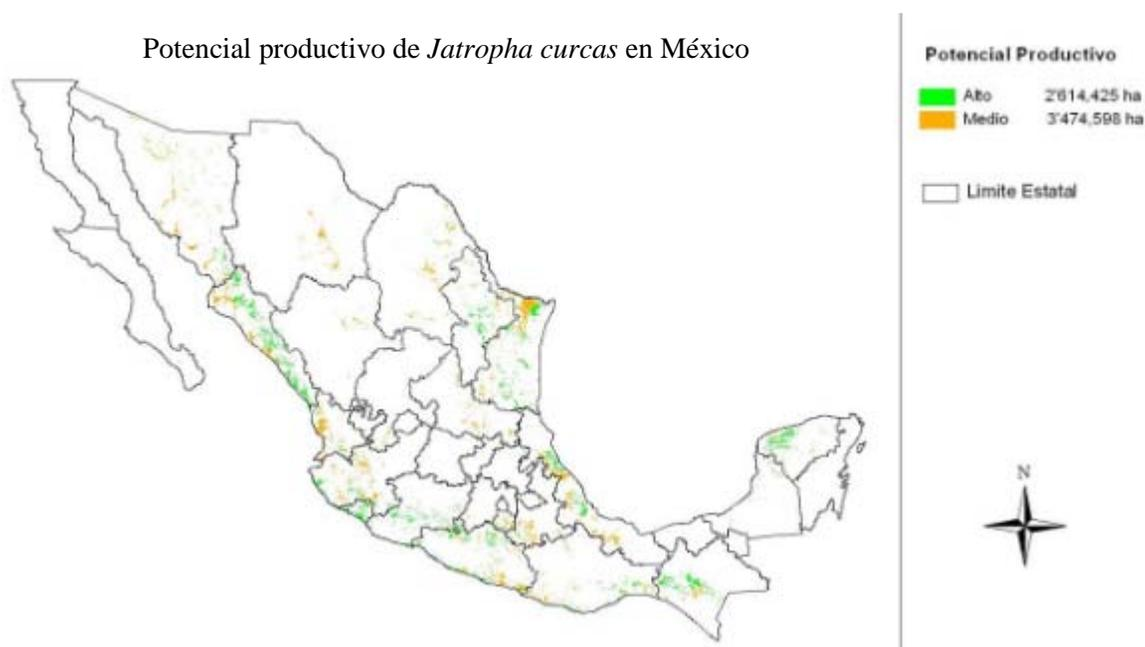 Potencial productivo de Jatropha curcas en México
Potencial Productivo
Alto 2'614,425 ha
Medio 3'474,598 ha
Limite Estatal
N